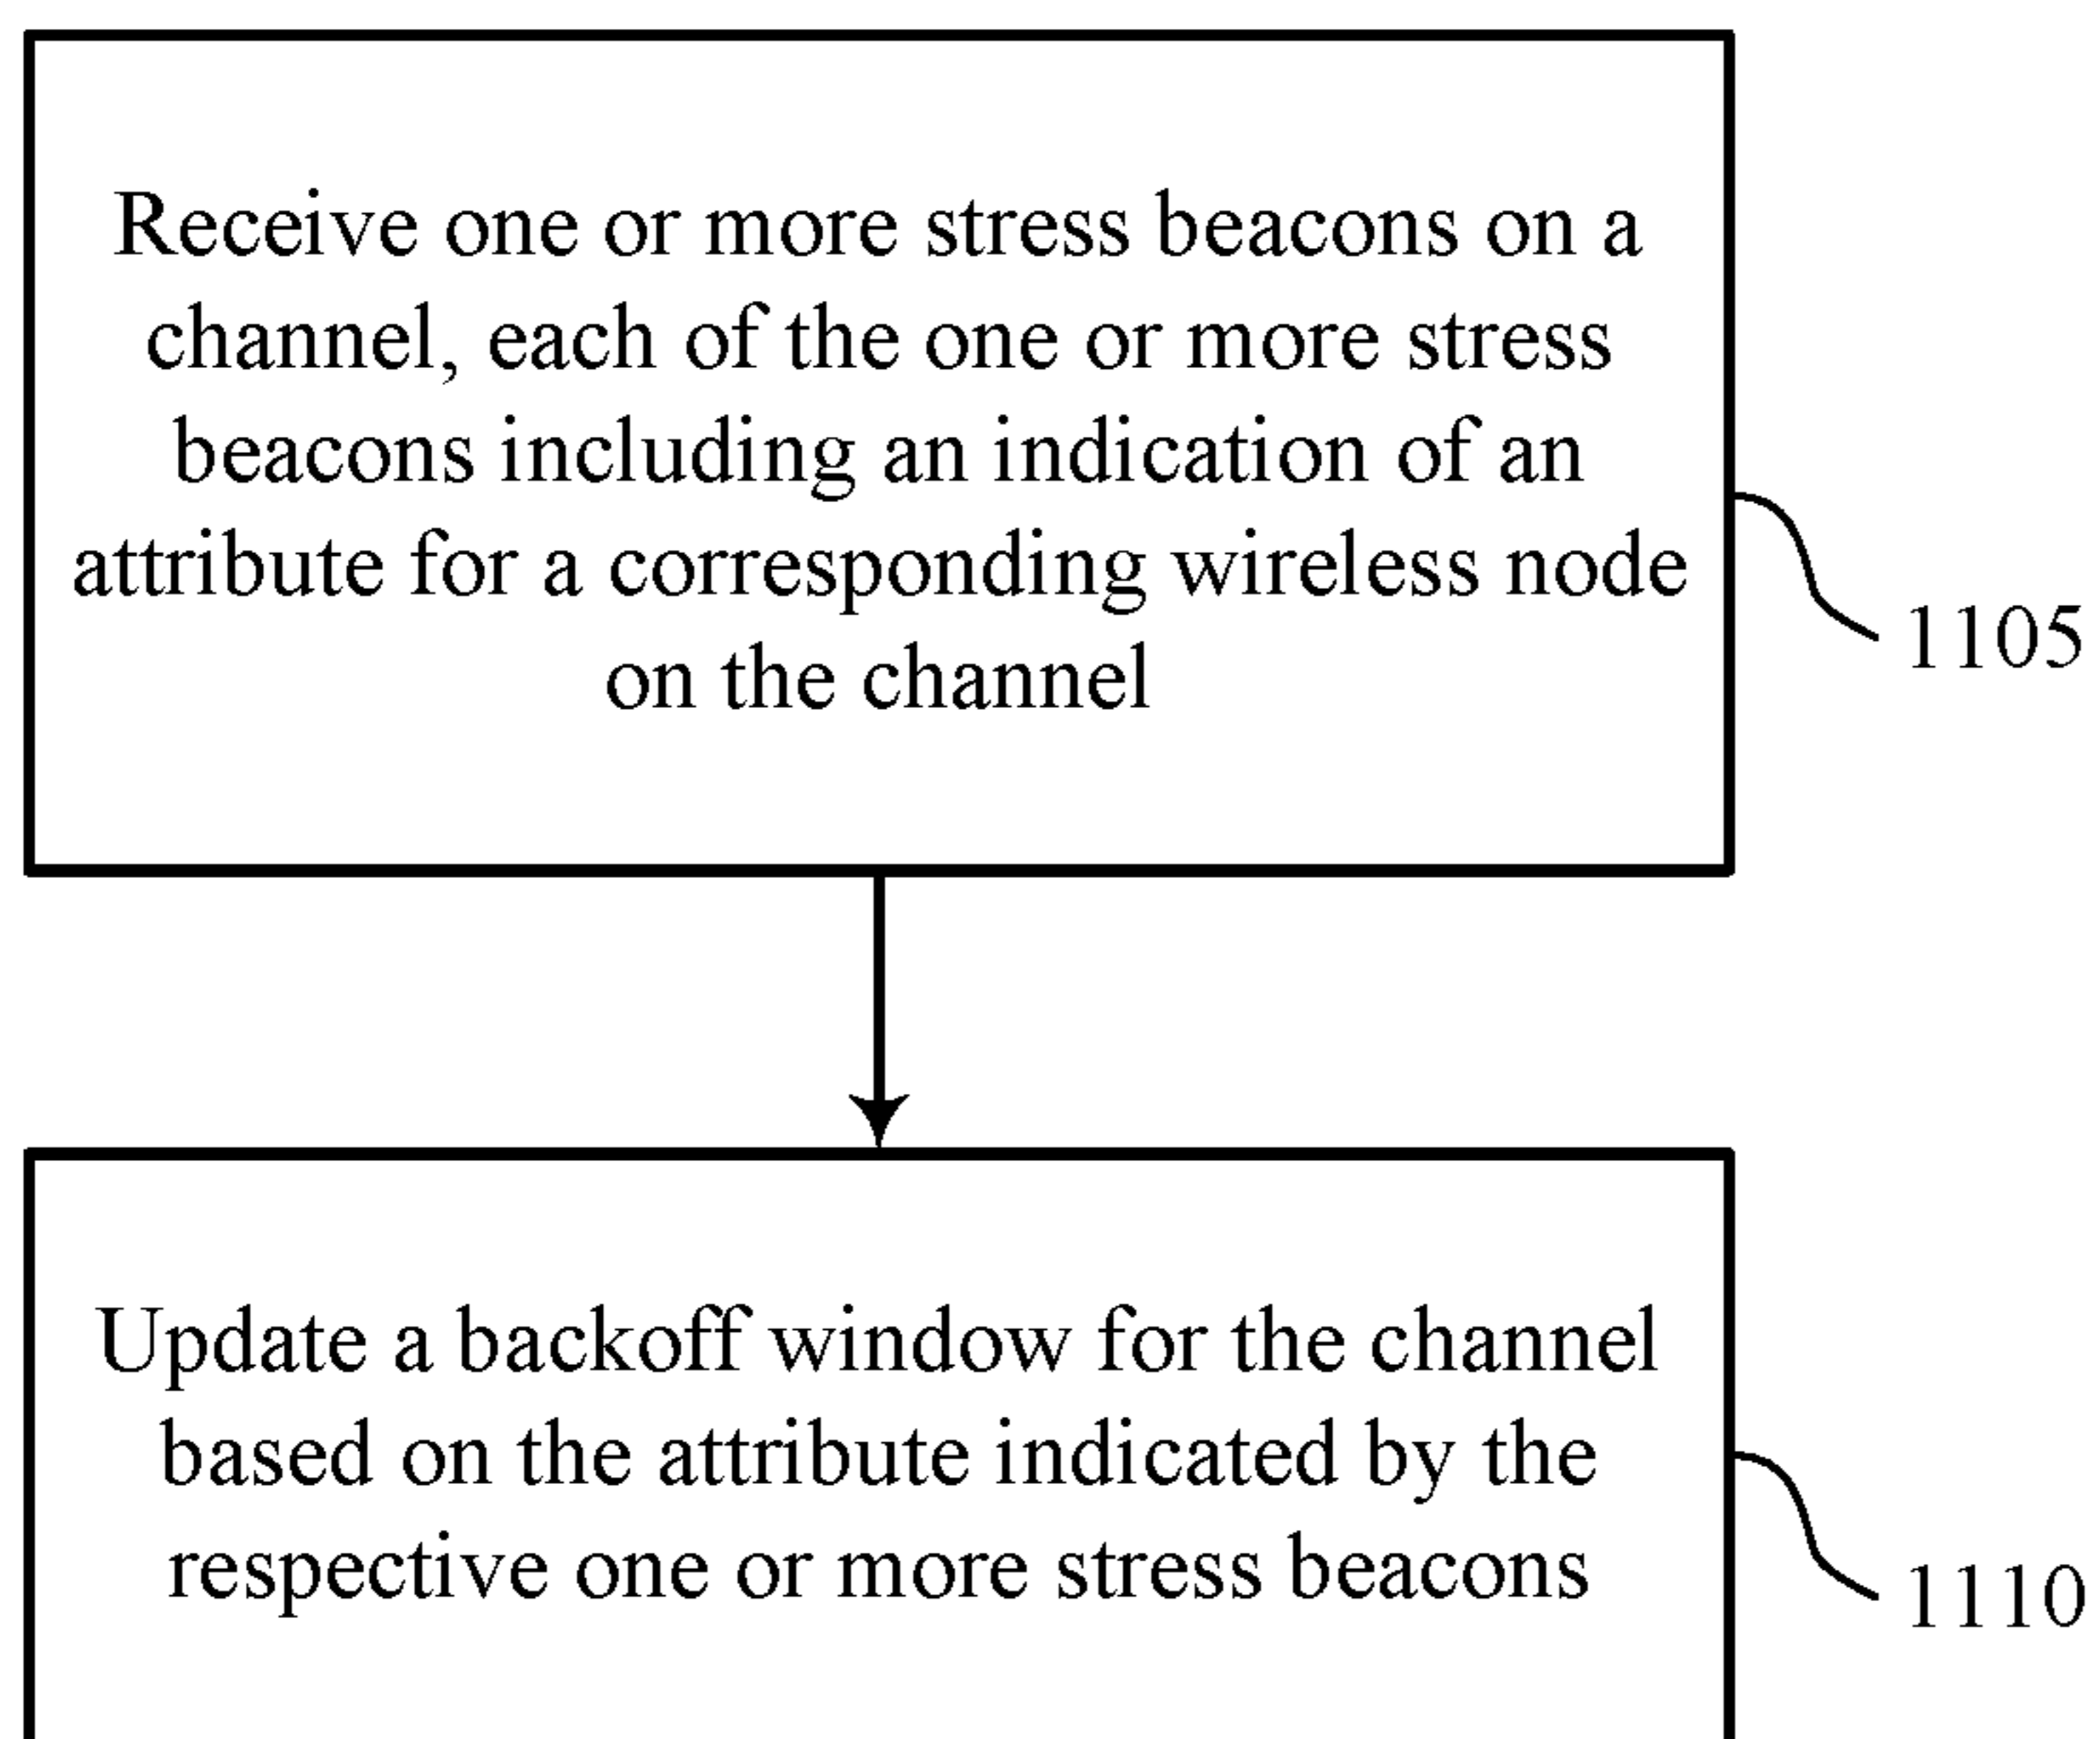 Receive one or more stress beacons on a
channel, each of the one or more stress
beacons including an indication of an
attribute for a corresponding wireless node
on the channel
1105
Update a backoff window for the channel
based on the attribute indicated by the
respective one or more stress beacons
1110